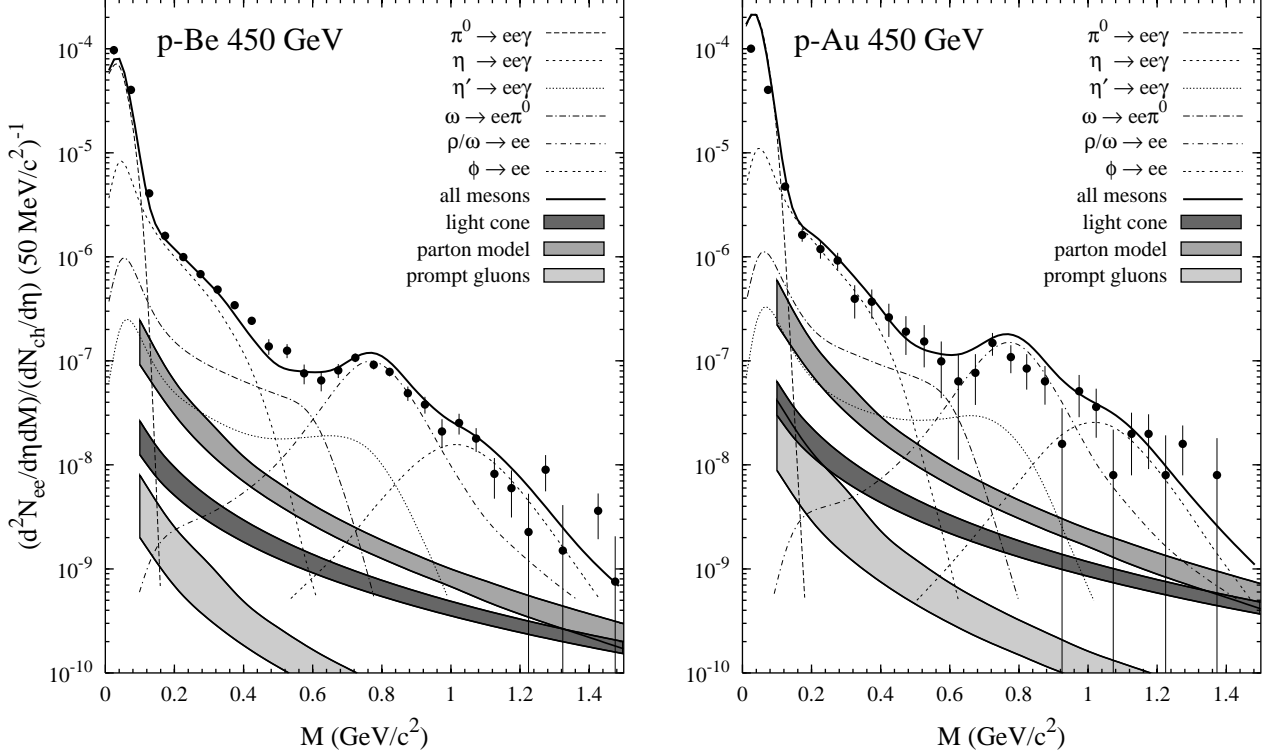 (d²N_ee/dηdM)/(dN_ch/dη) (50 MeV/c²)⁻¹
p-Be 450 GeV
π⁰ → eeγ
η → eeγ
η′ → eeγ
ω → eeπ⁰
ρ/ω → ee
ϕ → ee
all mesons
light cone
parton model
prompt gluons
10⁻⁴
10⁻⁵
10⁻⁶
10⁻⁷
10⁻⁸
10⁻⁹
10⁻¹⁰
0 0.2 0.4 0.6 0.8 1 1.2 1.4
M (GeV/c²)
p-Au 450 GeV
π⁰ → eeγ
η → eeγ
η′ → eeγ
ω → eeπ⁰
ρ/ω → ee
ϕ → ee
all mesons
light cone
parton model
prompt gluons
10⁻⁴
10⁻⁵
10⁻⁶
10⁻⁷
10⁻⁸
10⁻⁹
10⁻¹⁰
0 0.2 0.4 0.6 0.8 1 1.2 1.4
M (GeV/c²)